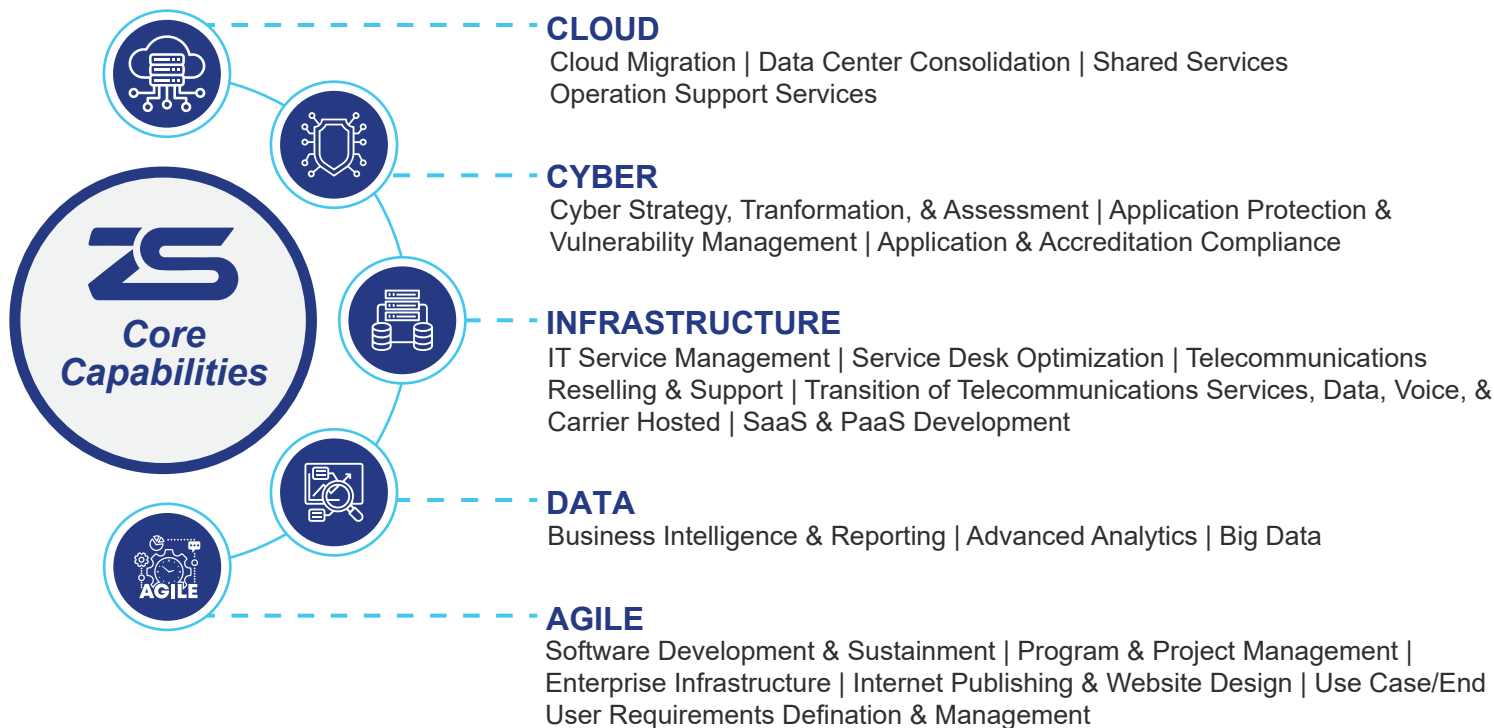 CLOUD
Cloud Migration | Data Center Consolidation | Shared Services
Operation Support Services
CYBER
Cyber Strategy, Tranformation, & Assessment | Application Protection &
Vulnerability Management | Application & Accreditation Compliance
ZS
Core
Capabilities
INFRASTRUCTURE
IT Service Management | Service Desk Optimization | Telecommunications
Reselling & Support | Transition of Telecommunications Services, Data, Voice, &
Carrier Hosted | SaaS & PaaS Development
DATA
Business Intelligence & Reporting | Advanced Analytics | Big Data
AGILE
AGILE
Software Development & Sustainment | Program & Project Management |
Enterprise Infrastructure | Internet Publishing & Website Design | Use Case/End
User Requirements Defination & Management